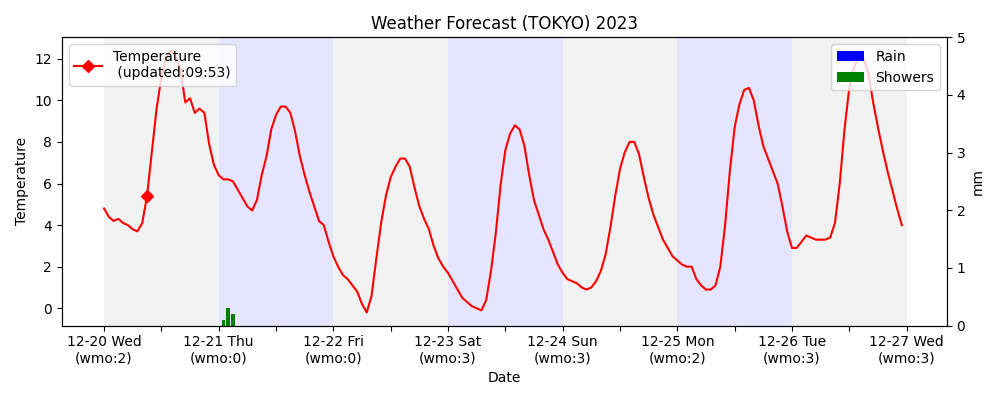 Weather Forecast (TOKYO) 2023
Temperature
(updated:09:53)
Rain
Showers
Temperature
12
10
8
6
4
2
0
5
4
3
2
1
0
mm
12-20 Wed
(wmo:2)
12-21 Thu
(wmo:0)
12-22 Fri
(wmo:0)
12-23 Sat
(wmo:3)
12-24 Sun
(wmo:3)
12-25 Mon
(wmo:2)
12-26 Tue
(wmo:3)
12-27 Wed
(wmo:3)
Date